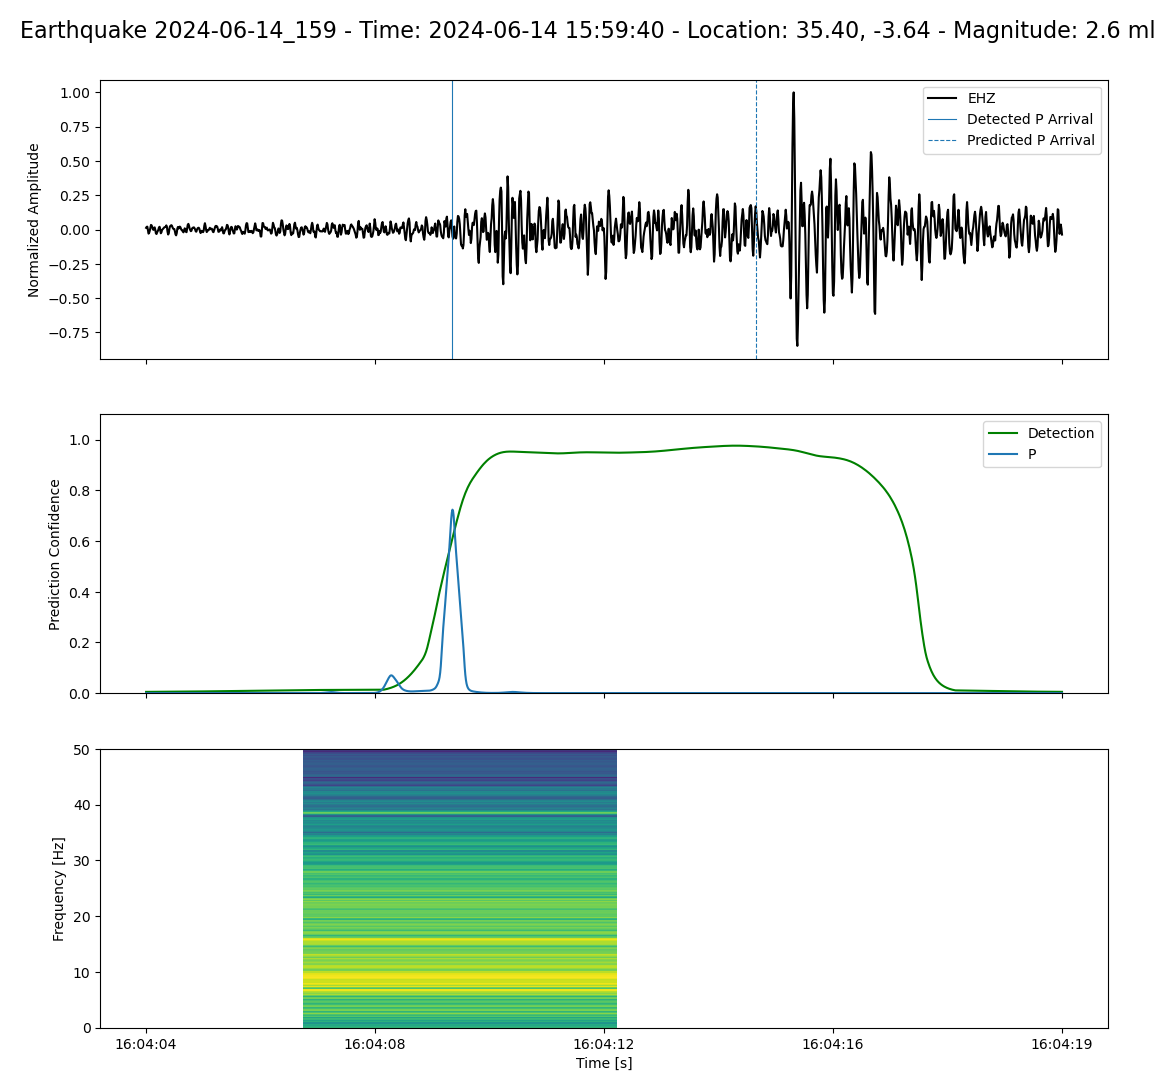 Earthquake 2024-06-14_159 - Time: 2024-06-14 15:59:40 - Location: 35.40, -3.64 - Magnitude: 2.6 ml
1.00
0.75
0.50
0.25
0.00
−0.25
−0.50
−0.75
Normalized Amplitude
EHZ
Detected P Arrival
Predicted P Arrival
1.0
0.8
0.6
0.4
0.2
0.0
Prediction Confidence
Detection
P
50
40
30
20
10
0
Frequency [Hz]
16:04:04 16:04:08 16:04:12 16:04:16 16:04:19
Time [s]